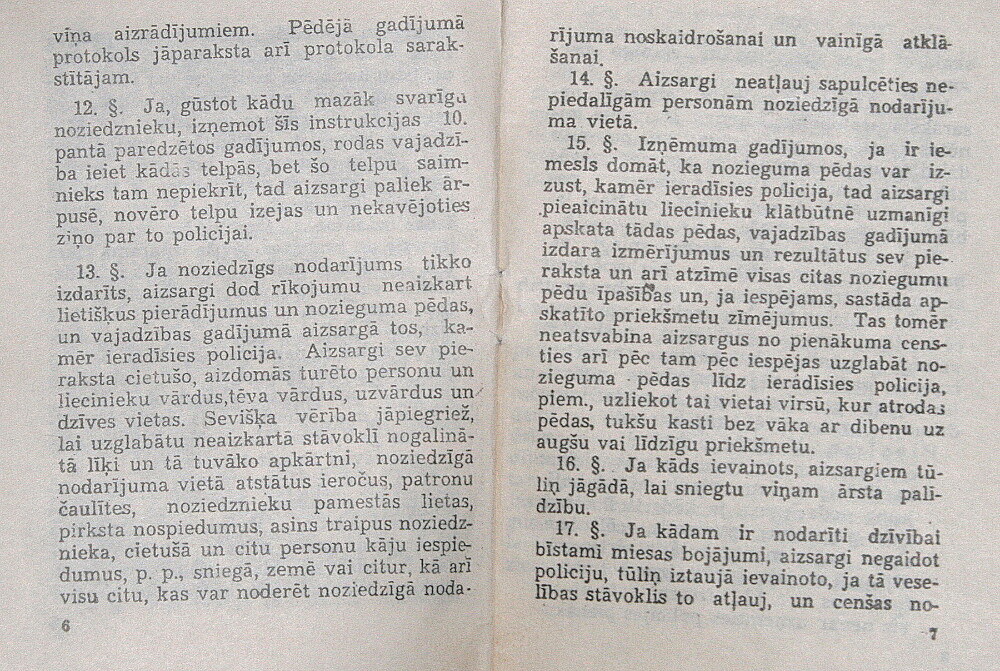 viņa aizrādījumiem. Pēdējā gadījumā
protokols jāparaksta arī protokola sarak-
stītājam.
12. §. Ja, gūstot kādu mazāk svarīgu
noziedznieku, izņemot šīs instrukcijas 10.
pantā paredzētos gadījumos, rodas vajadzī-
ba ieiet kādās telpās, bet šo telpu saim-
nieks tam nepiekrīt, tad aizsargi paliek ār-
pusē, novēro telpu izejas un nekavējoties
ziņo par to policijai.
13. §. Ja noziedzīgs nodarījums tikko
izdarīts, aizsargi dod rīkojumu neaizkart
lietišķus pierādījumus un nozieguma pēdas,
un vajadzības gadījumā aizsargā tos, ka-
mēr ieradīsies policija. Aizsargi sev pie-
raksta cietušo, aizdomās turēto personu un
liecinieku vārdus,tēva vārdus, uzvārdus un
dzīves vietas. Sevišķa vērība jāpiegriež,
lai uzglabātu neaizkartā stāvoklī nogalinā-
tā līķi un tā tuvāko apkārtni, noziedzīgā
nodarījuma vietā atstātus ieročus, patronu
čaulītes, noziedznieku pamestās lietas,
pirksta nospiedumus, asins traipus noziedz-
nieka, cietušā un citu personu kāju iespie-
dumus, p. p., sniegā, zemē vai citur, kā arī
visu citu, kas var noderēt noziedzīgā noda-
6
rījuma noskaidrošanai un vainīgā atklā-
šanai.
14. §. Aizsargi neatļauj sapulcēties ne-
piedalīgām personām noziedzīgā nodarīju-
ma vietā.
15. §. Izņēmuma gadījumos, ja ir ie-
mesls domāt, ka nozieguma pēdas var iz-
zust, kamēr ieradīsies policija, tad aizsargi
pieaicinātu liecinieku klātbūtnē uzmanīgi
apskata tādas pēdas, vajadzības gadījumā
izdara izmērījumus un rezultātus sev pie-
raksta un arī atzīmē visas citas noziegumu
pēdu īpašības un, ja iespējams, sastāda ap-
skatīto priekšmetu zīmējumus. Tas tomēr
neatsvabina aizsargus no pienākuma cens-
ties arī pēc tam pēc iespējas uzglabāt no-
zieguma pēdas līdz ieradīsies policija,
piem., uzliekot tai vietai virsū, kur atrodas
pēdas, tukšu kasti bez vāka ar dibenu uz
augšu vai līdzīgu priekšmetu.
16. §. Ja kāds ievainots, aizsargiem tū-
liņ jāgādā, lai sniegtu viņam ārsta palī-
dzību.
17. §. Ja kādam ir nodarīti dzīvībai
bīstami miesas bojājumi, aizsargi negaidot
policiju, tūliņ iztaujā ievainoto, ja tā vese-
lības stāvoklis to atļauj, un cenšas no-
7